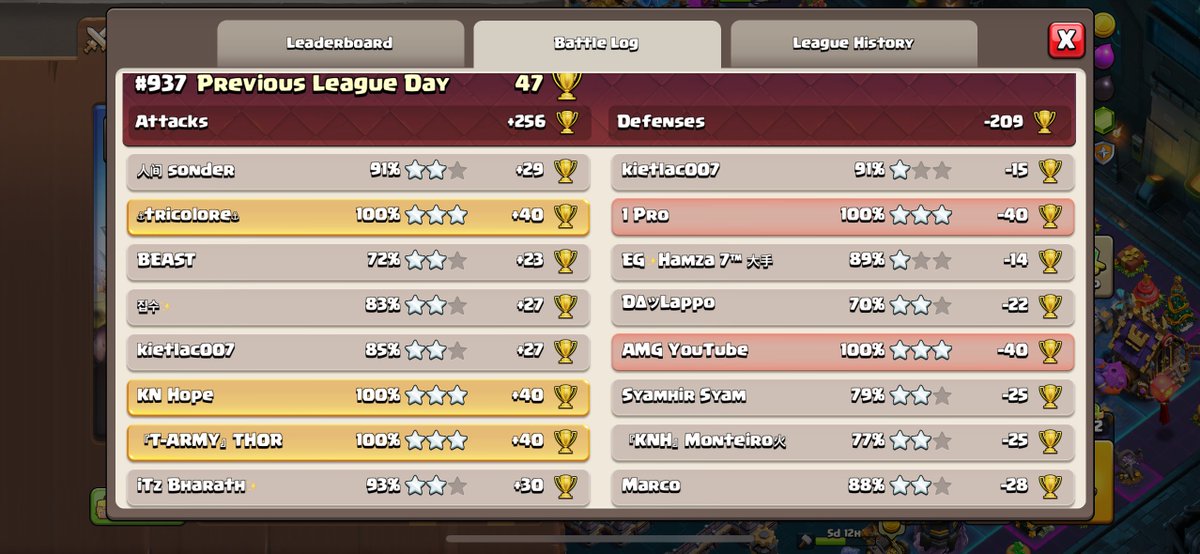 Leaderboard
Battle Log
League History
X
#937 Previous League Day 47
Attacks +256
Defenses -209
人间 sonder 91% +29
kietlac007 91% -15
⚓tricolore⚓ 100% +40
1 Pro 100% -40
BEAST 72% +23
EG Hamza 7™ 大手 89% -14
진수 83% +27
DΔツLappo 70% -22
kietlac007 85% +27
AMG YouTube 100% -40
KN Hope 100% +40
Syamhir Syam 79% -25
『T-ARMY』 THOR 100% +40
『KNH』 Monteiro火 77% -25
iTz Bharath 93% +30
Marco 88% -28
5d 12H